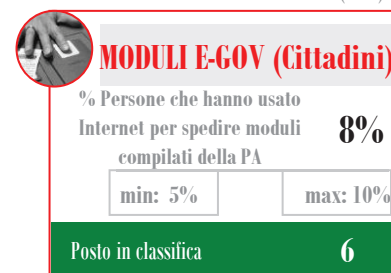 MODULI E-GOV (Cittadini)
% Persone che hanno usato
Internet per spedire moduli
compilati della PA
8%
min: 5%
max: 10%
Posto in classifica
6